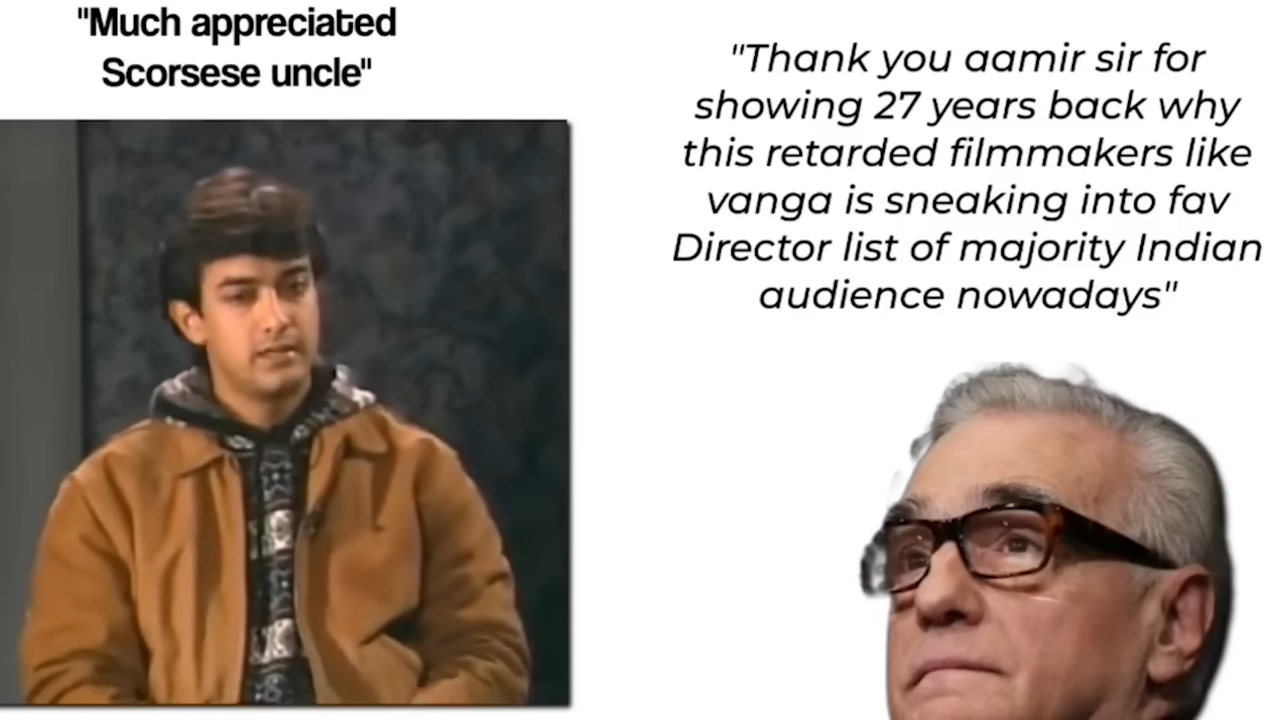 "Much appreciated
Scorsese uncle"
"Thank you aamir sir for
showing 27 years back why
this retarded filmmakers like
vanga is sneaking into fav
Director list of majority Indian
audience nowadays"